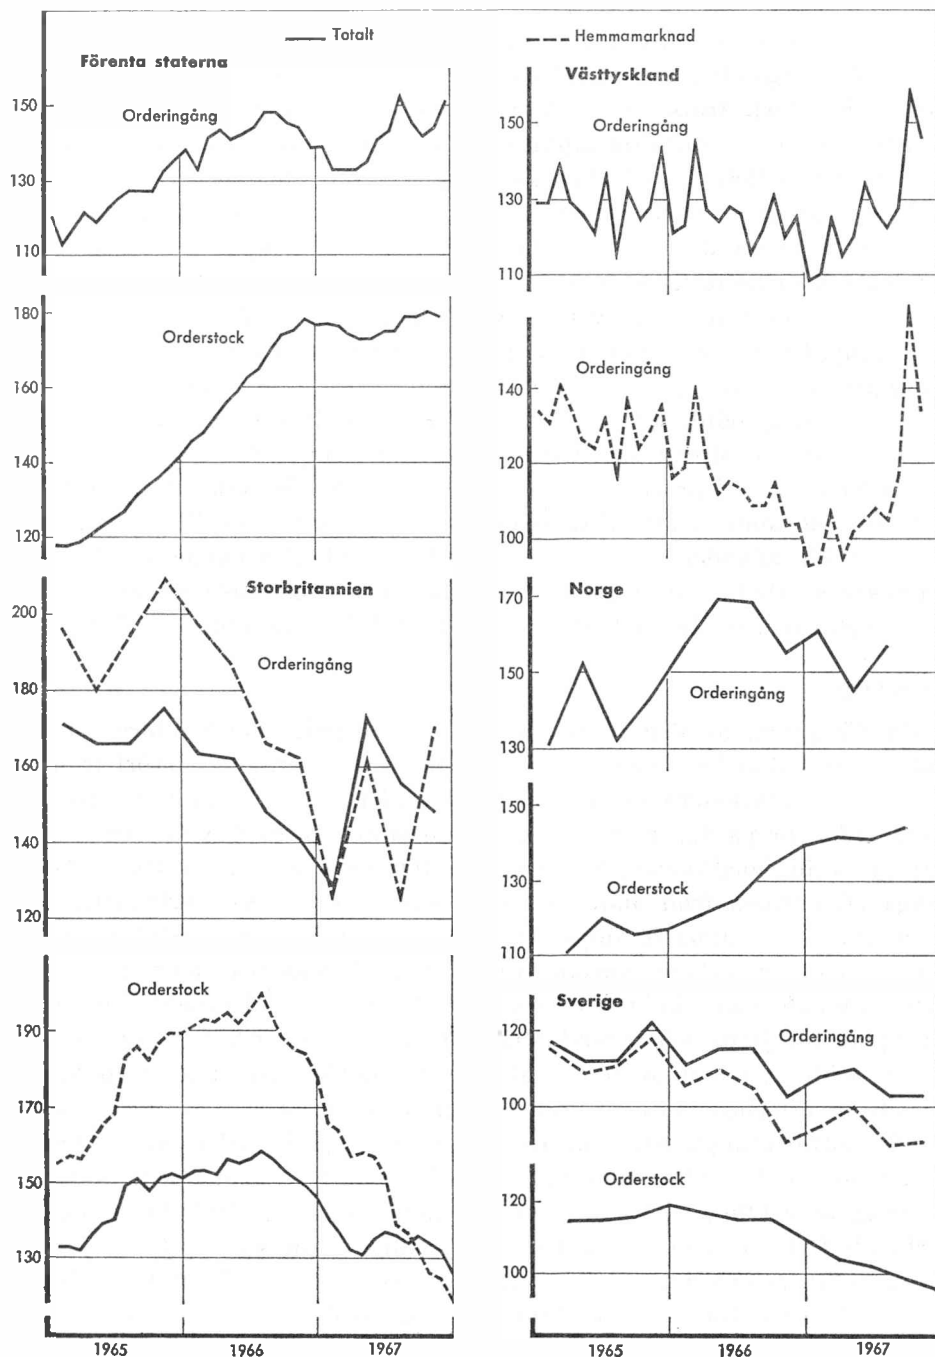 Totalt
Hemmamarknad
Förenta staterna
Orderingång
150
130
110
Orderstock
180
160
140
120
Storbritannien
Orderingång
200
180
160
140
120
Orderstock
190
170
150
130
1965
1966
1967
Västtyskland
Orderingång
150
130
110
Orderingång
140
120
100
Norge
Orderingång
170
150
130
Orderstock
150
130
110
Sverige
Orderingång
120
100
Orderstock
120
100
1965
1966
1967